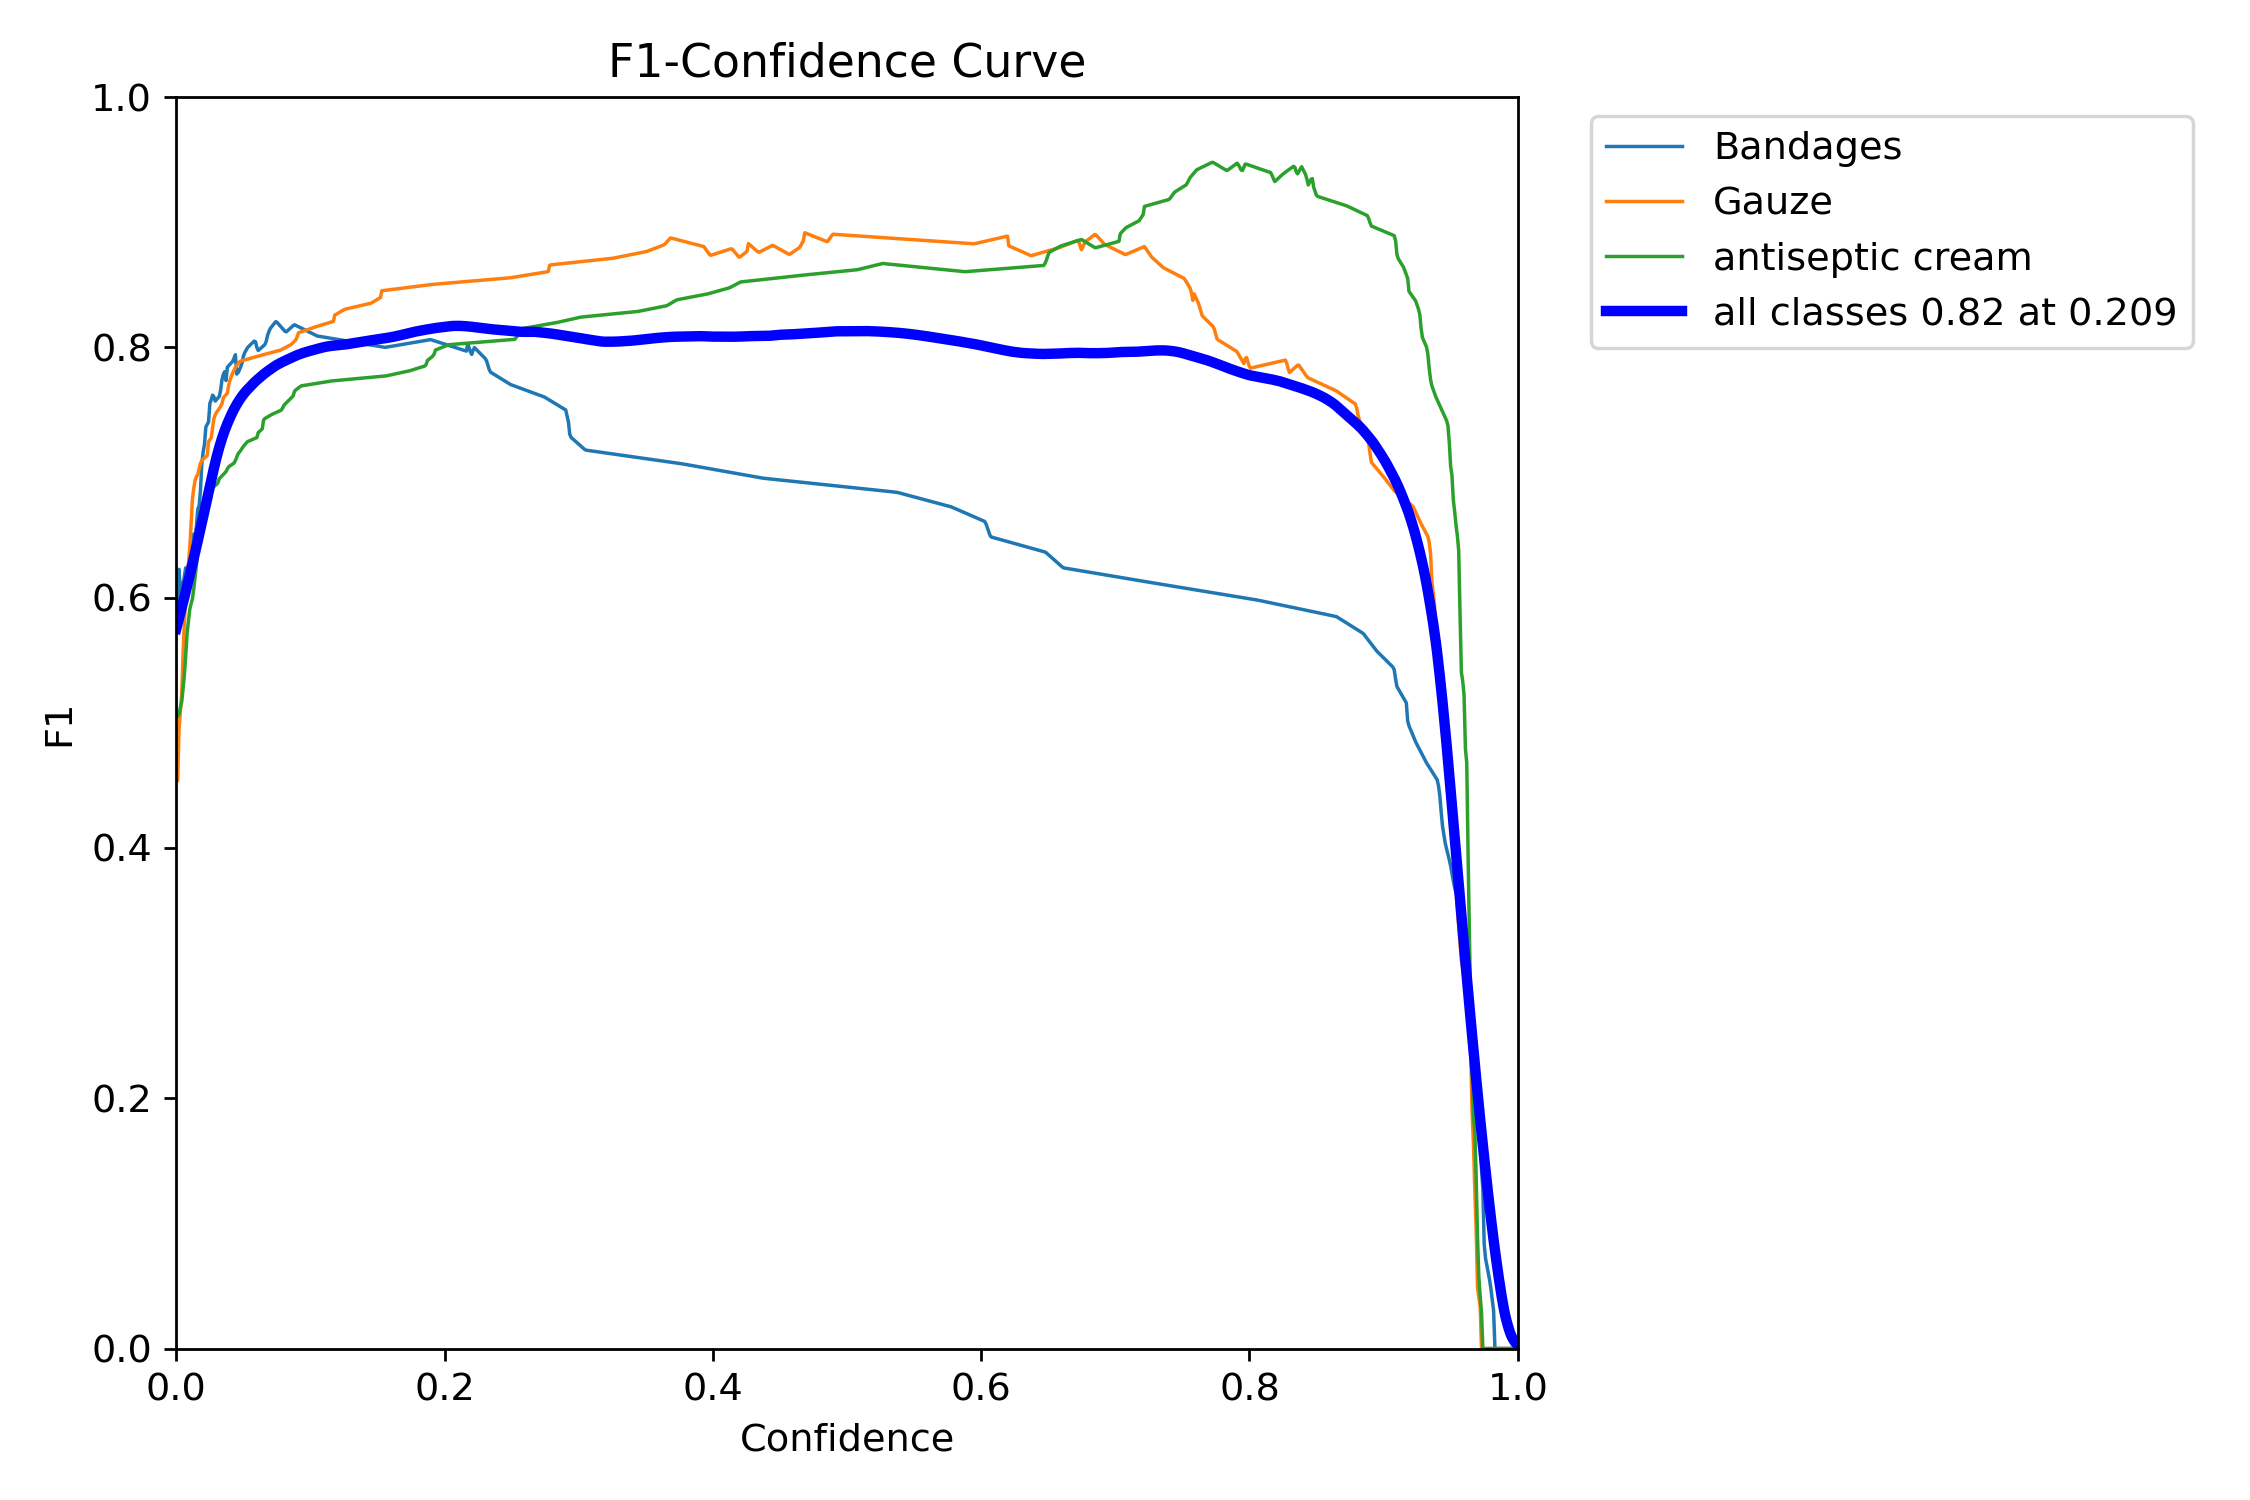 F1-Confidence Curve
1.0
0.8
0.6
0.4
0.2
0.0
F1
0.0 0.2 0.4 0.6 0.8 1.0
Confidence
Bandages
Gauze
antiseptic cream
all classes 0.82 at 0.209